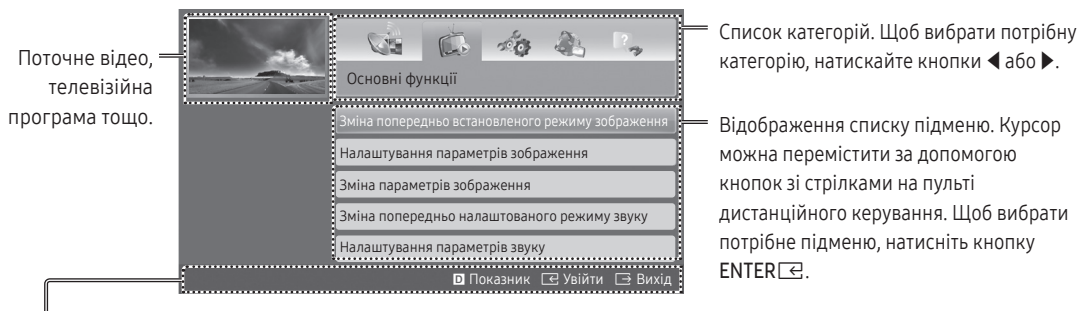 Поточне відео,
телевізійна
програма тощо.
Основні функції
Зміна попередньо встановленого режиму зображення
Налаштування параметрів зображення
Зміна параметрів зображення
Зміна попередньо налаштованого режиму звуку
Налаштування параметрів звуку
D Показник Увійти Вихід
Список категорій. Щоб вибрати потрібну
категорію, натискайте кнопки ◀ або ▶.
Відображення списку підменю. Курсор
можна перемістити за допомогою
кнопок зі стрілками на пульті
дистанційного керування. Щоб вибрати
потрібне підменю, натисніть кнопку
ENTER.